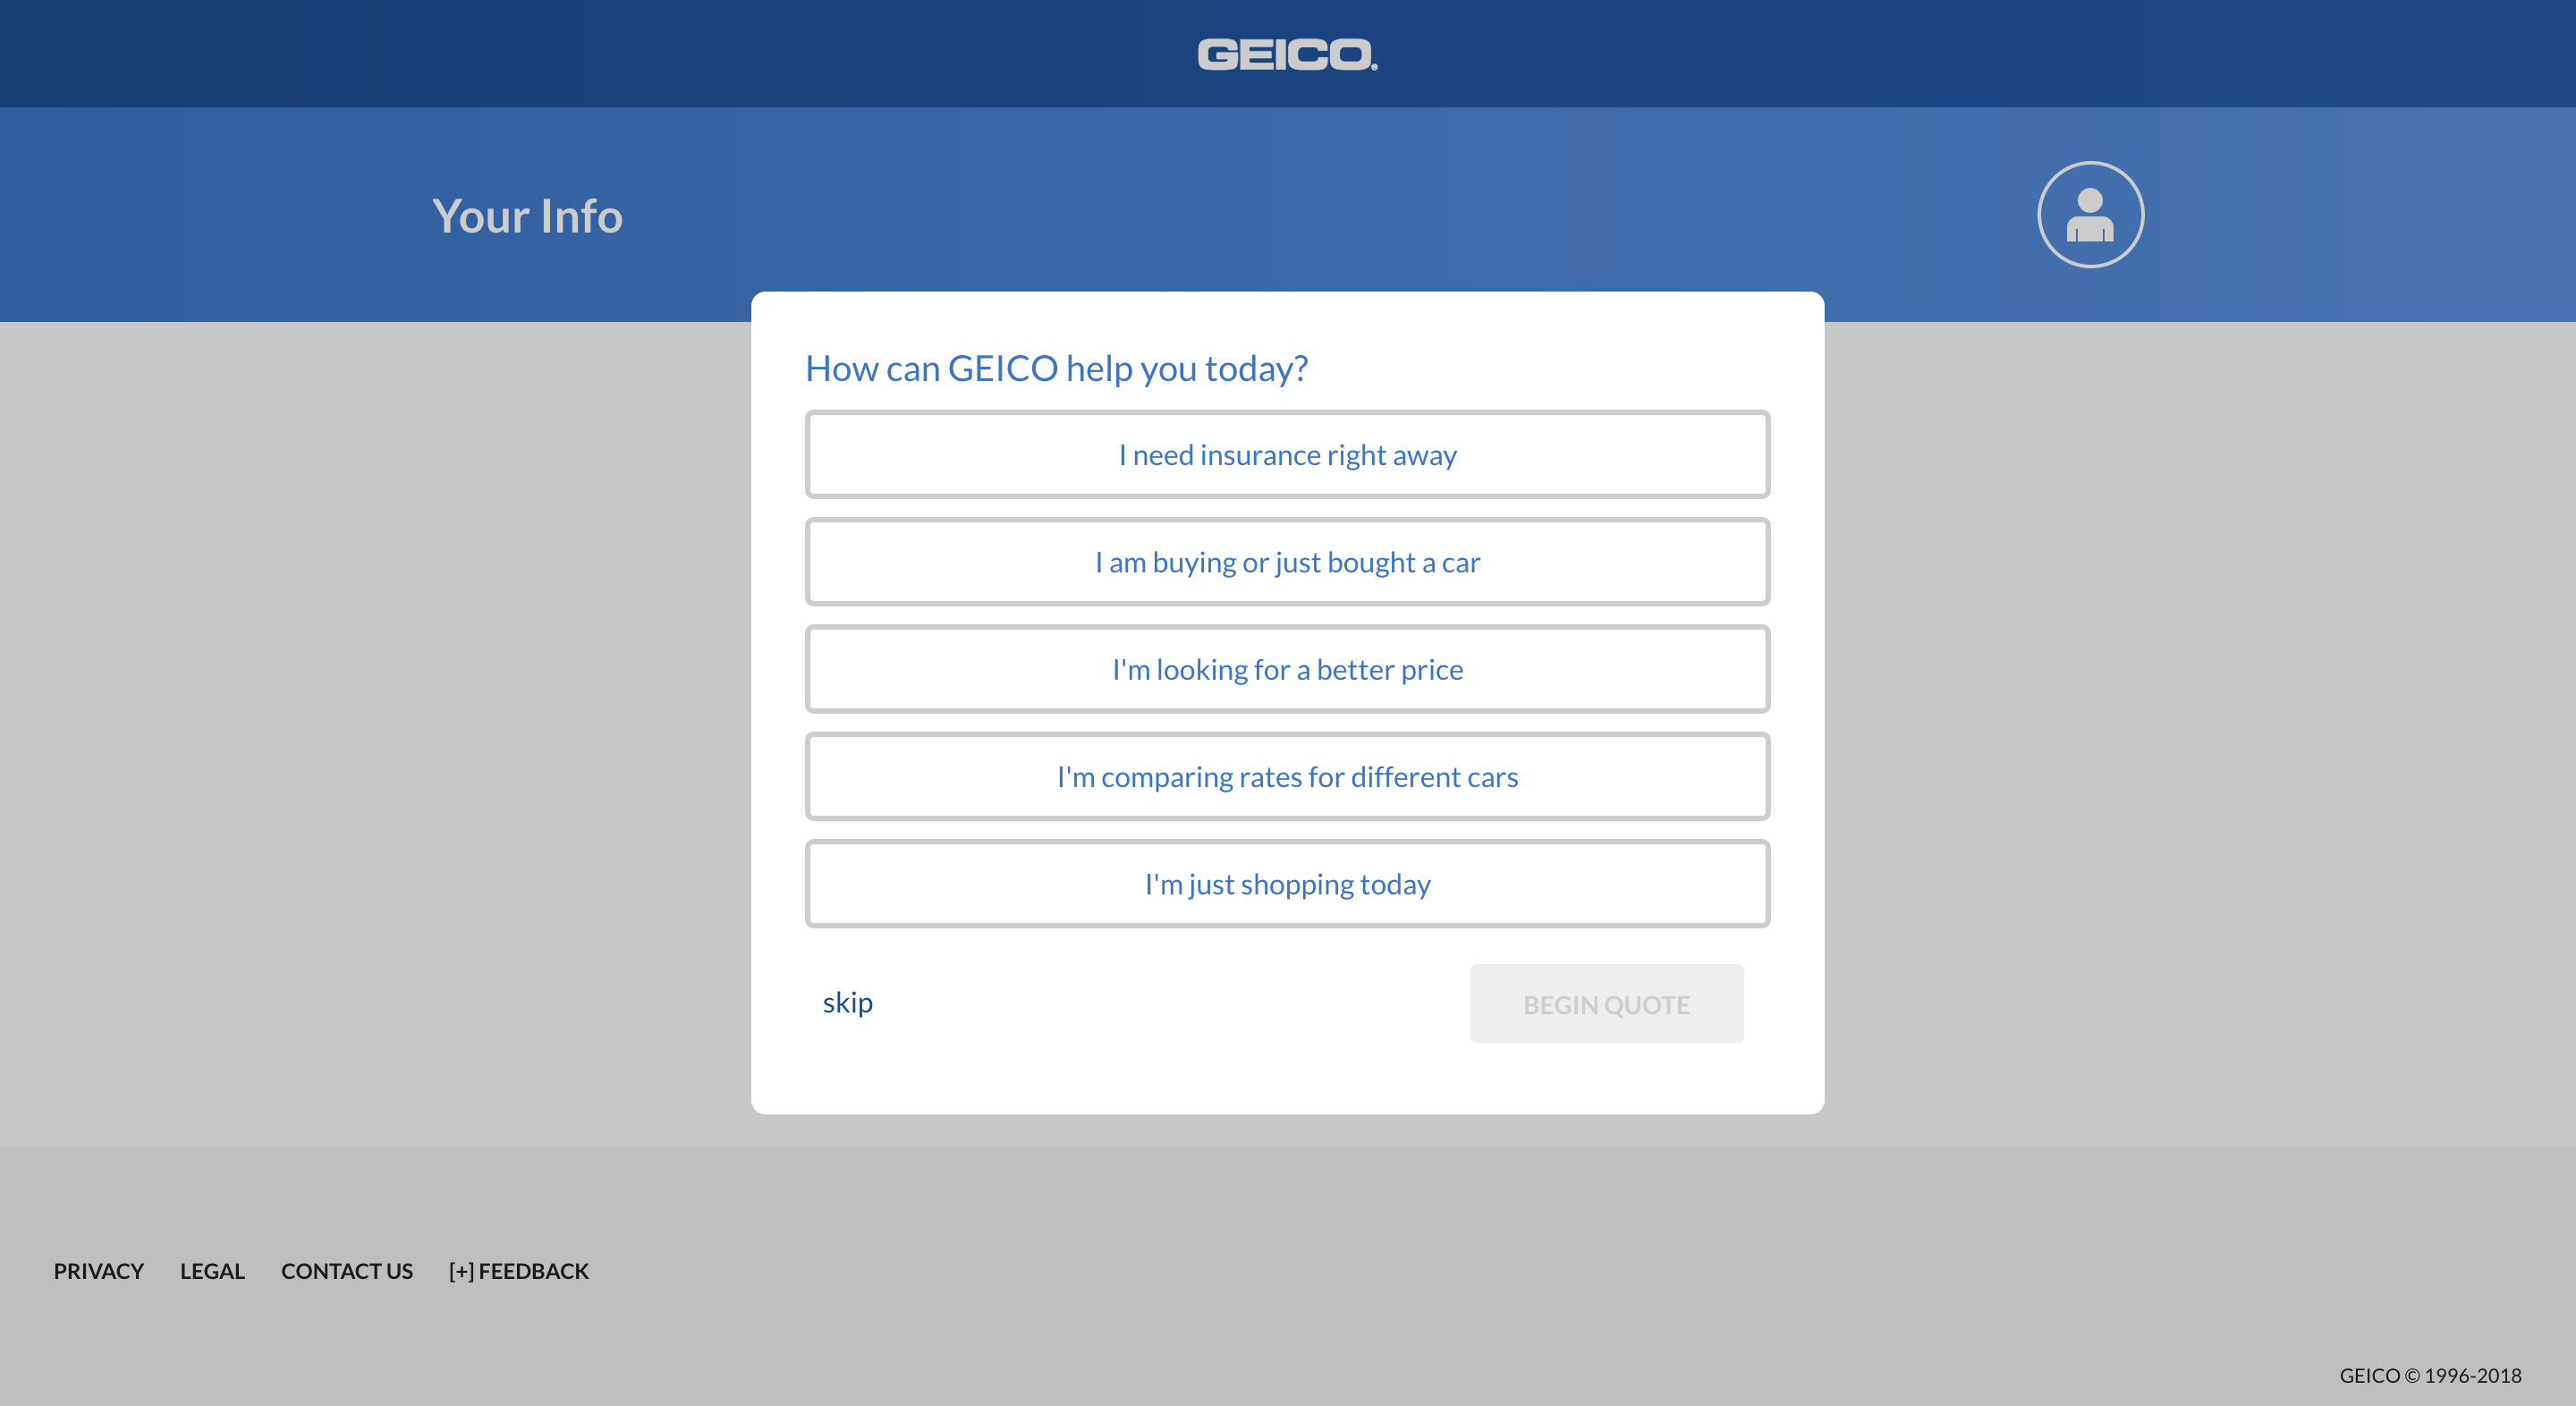 GEICO.
Your Info
How can GEICO help you today?
I need insurance right away
I am buying or just bought a car
I'm looking for a better price
I'm comparing rates for different cars
I'm just shopping today
skip
BEGIN QUOTE
PRIVACY LEGAL CONTACT US [+] FEEDBACK
GEICO © 1996-2018